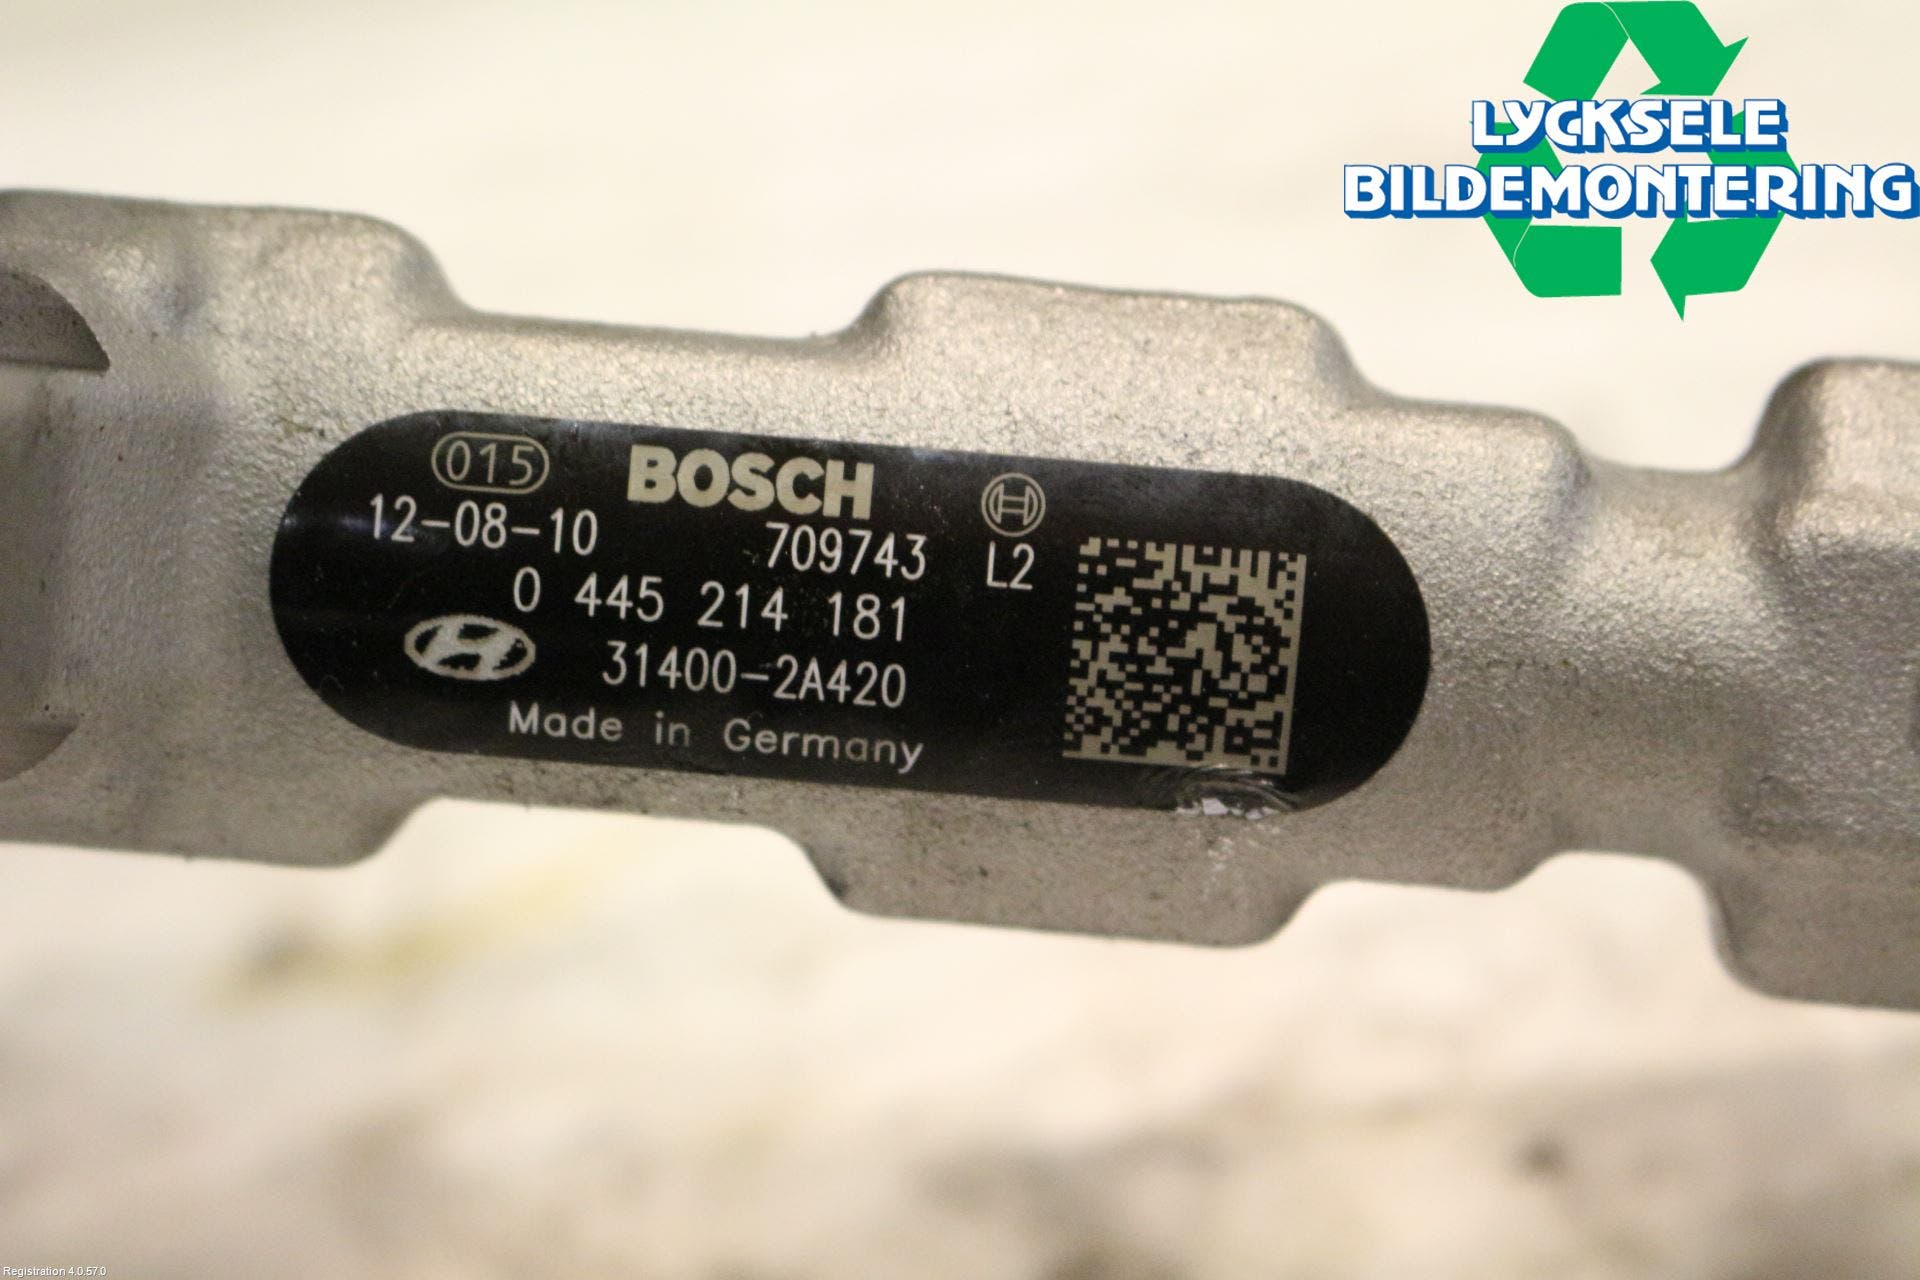 LYCKSELE
BILDEMONTERING
015 BOSCH
12-08-10 709743 L2
0 445 214 181
31400-2A420
Made in Germany
Registration 4.0.57.0